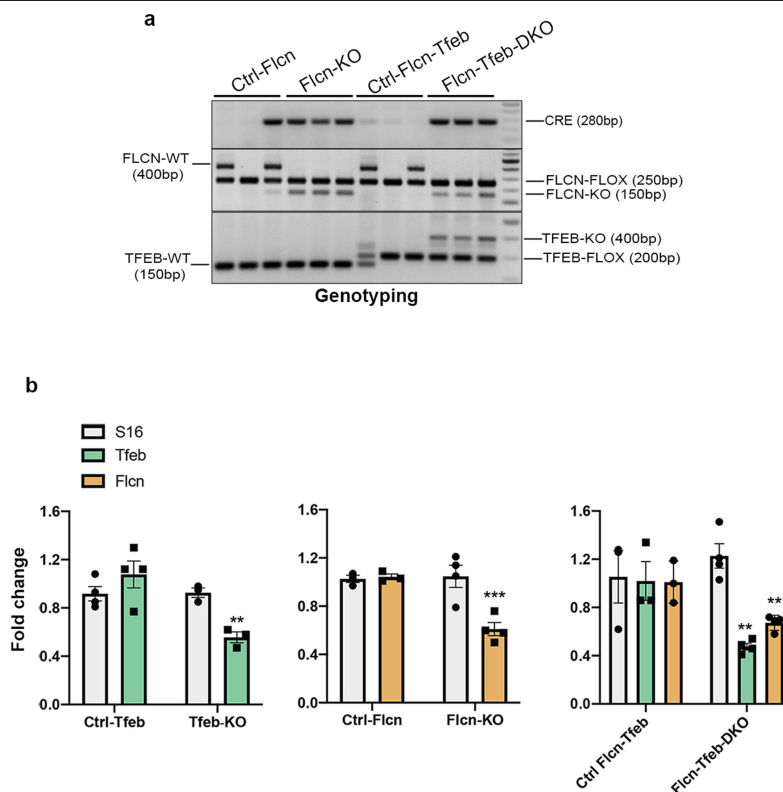 a
Ctrl-Flcn
Flcn-KO
Ctrl-Flcn-Tfeb
Flcn-Tfeb-DKO
CRE (280bp)
FLCN-WT
(400bp)
FLCN-FLOX (250bp)
FLCN-KO (150bp)
TFEB-KO (400bp)
TFEB-WT
(150bp)
TFEB-FLOX (200bp)
Genotyping
b
S16
Tfeb
Flcn
Fold change
1.6
1.2
0.8
0.4
0.0
**
Ctrl-Tfeb
Tfeb-KO
1.6
1.2
0.8
0.4
0.0
***
Ctrl-Flcn
Flcn-KO
1.6
1.2
0.8
0.4
0.0
**
**
Ctrl Flcn-Tfeb
Flcn-Tfeb-DKO